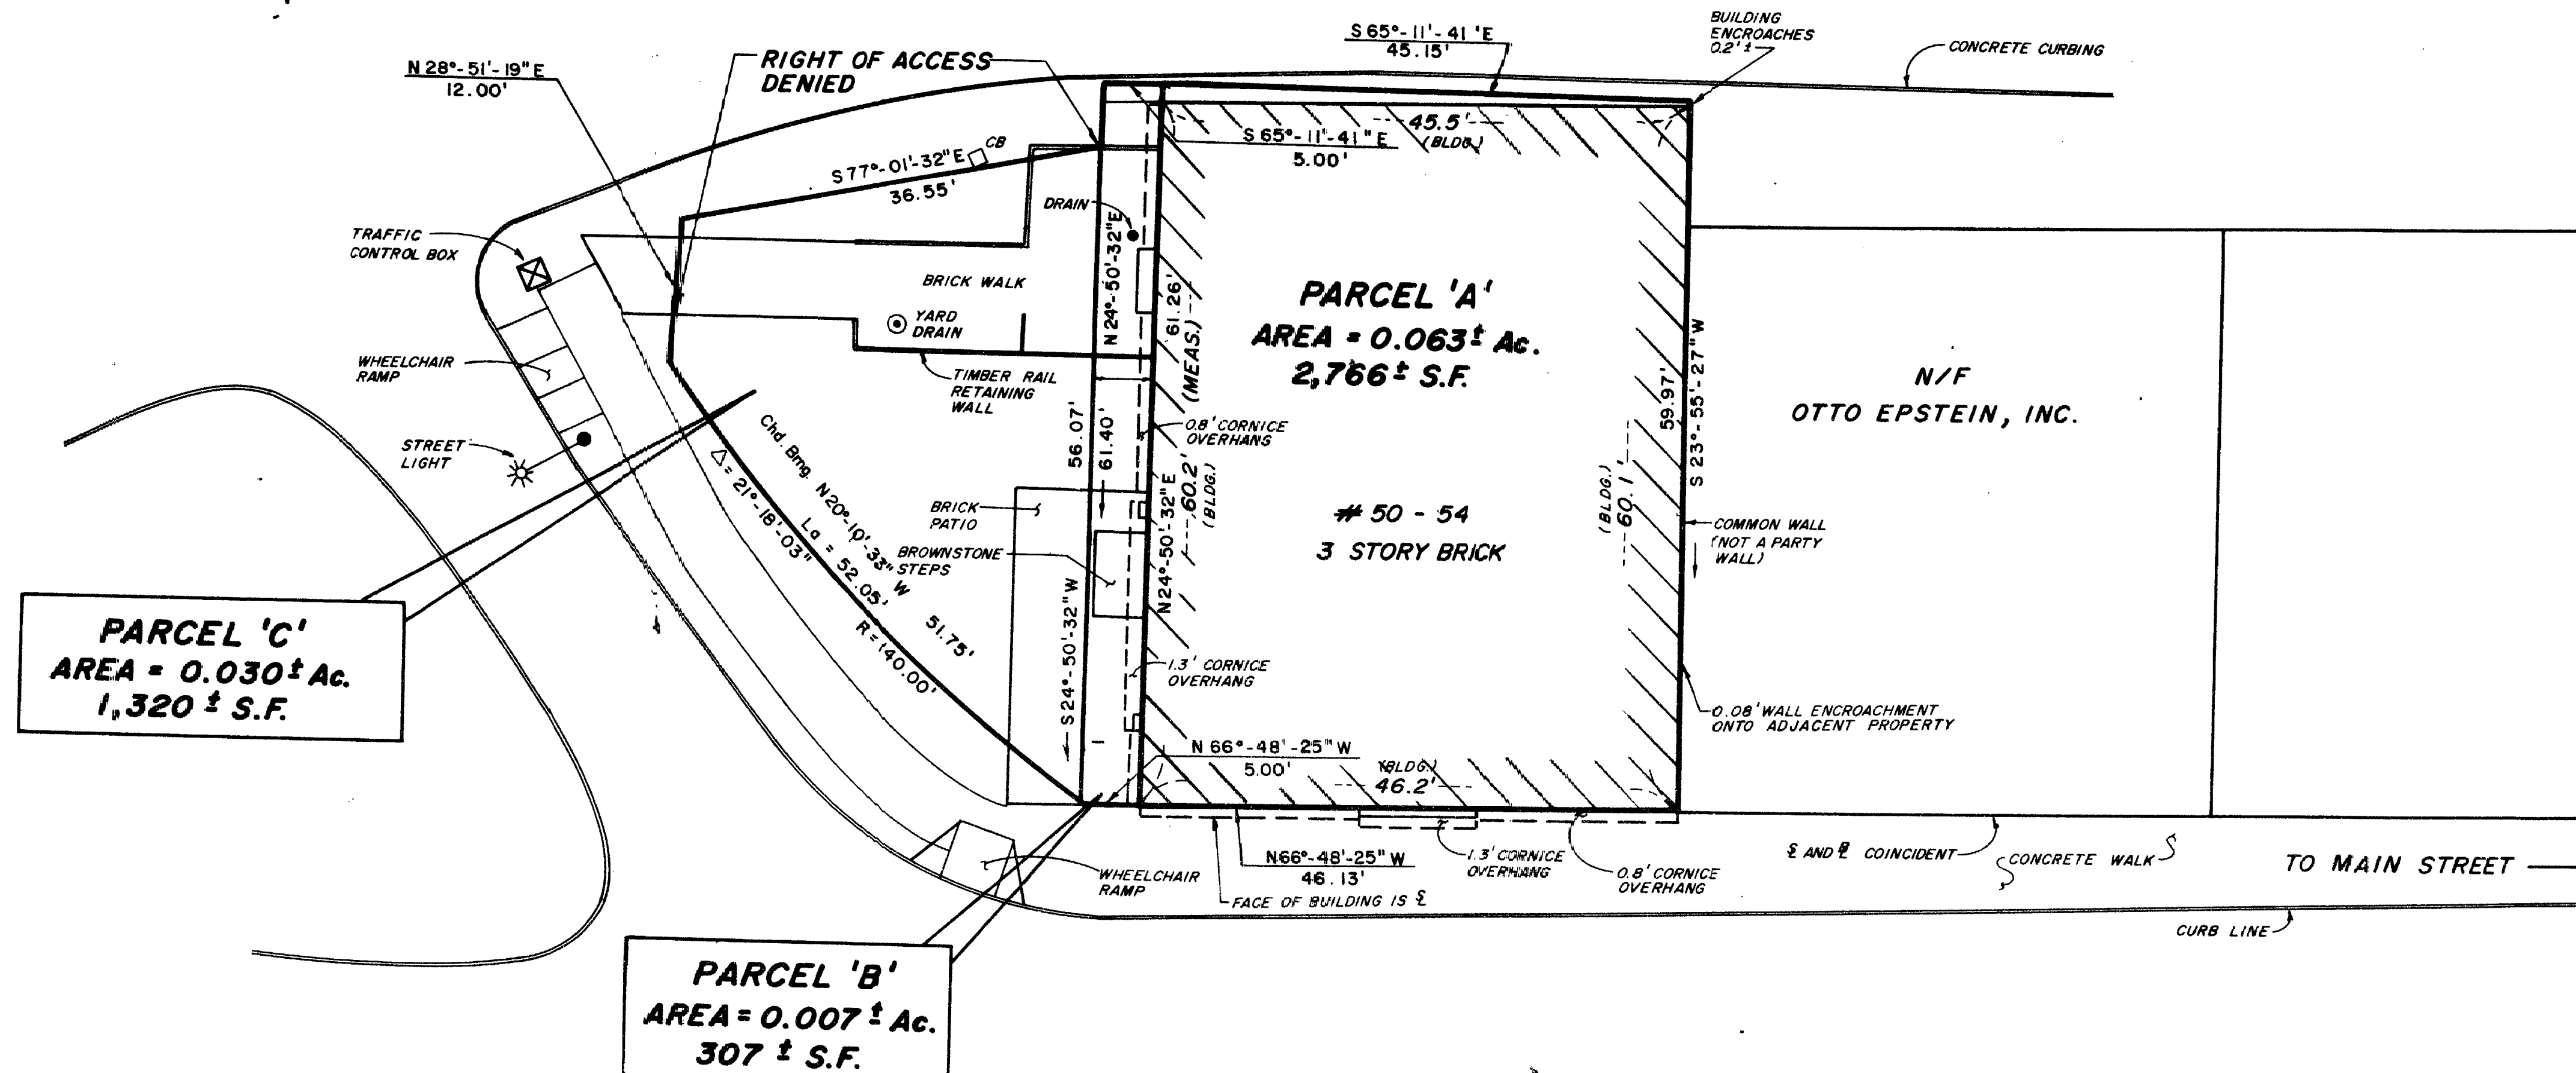 N 28°-51'-19" E
12.00'
RIGHT OF ACCESS
DENIED
S 65°-11'-41 'E
45.15'
BUILDING
ENCROACHES
0.2' ±
CONCRETE CURBING
S 77°-01'-32" E
36.55'
CB
S 65°-11'-41" E
5.00'
45.5'
(BLDG.)
TRAFFIC
CONTROL BOX
DRAIN
N 24°-50'-32" E
61.26'
(MEAS.)
BRICK WALK
YARD
DRAIN
PARCEL 'A'
AREA = 0.063± Ac.
2,766± S.F.
59.97'
S 23°-55'-27" W
N/F
OTTO EPSTEIN, INC.
WHEELCHAIR
RAMP
TIMBER RAIL
RETAINING
WALL
STREET
LIGHT
Chd. Brng. N20°-10'-33" W 51.75'
Δ = 21°-18'-03"
La = 52.05'
R = 140.00'
56.07'
61.40'
0.8' CORNICE
OVERHANG
N24°-50'-32"E
60.2'
(BLDG.)
BRICK
PATIO
BROWNSTONE
STEPS
# 50 - 54
3 STORY BRICK
(BLDG.)
60.1'
COMMON WALL
(NOT A PARTY
WALL)
S 24°-50'-32" W
1.3' CORNICE
OVERHANG
0.08' WALL ENCROACHMENT
ONTO ADJACENT PROPERTY
PARCEL 'C'
AREA = 0.030± Ac.
1,320 ± S.F.
N 66°-48'-25" W
5.00'
(BLDG.)
46.2'
WHEELCHAIR
RAMP
N66°-48'-25" W
46.13'
FACE OF BUILDING IS
1.3' CORNICE
OVERHANG
0.8' CORNICE
OVERHANG
AND COINCIDENT
CONCRETE WALK
TO MAIN STREET
CURB LINE
PARCEL 'B'
AREA = 0.007 ± Ac.
307 ± S.F.